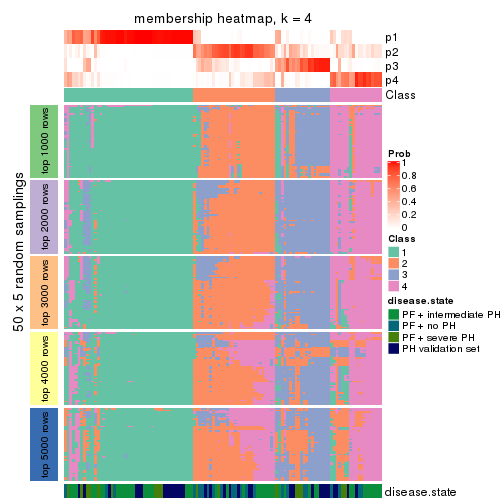 membership heatmap, k = 4
p1
p2
p3
p4
Class
50 x 5 random samplings
top 1000 rows
top 2000 rows
top 3000 rows
top 4000 rows
top 5000 rows
Prob
1
0.8
0.6
0.4
0.2
0
Class
1
2
3
4
disease.state
PF+ intermediate PH
PF+ no PH
PF+ severe PH
PH validation set
disease.state